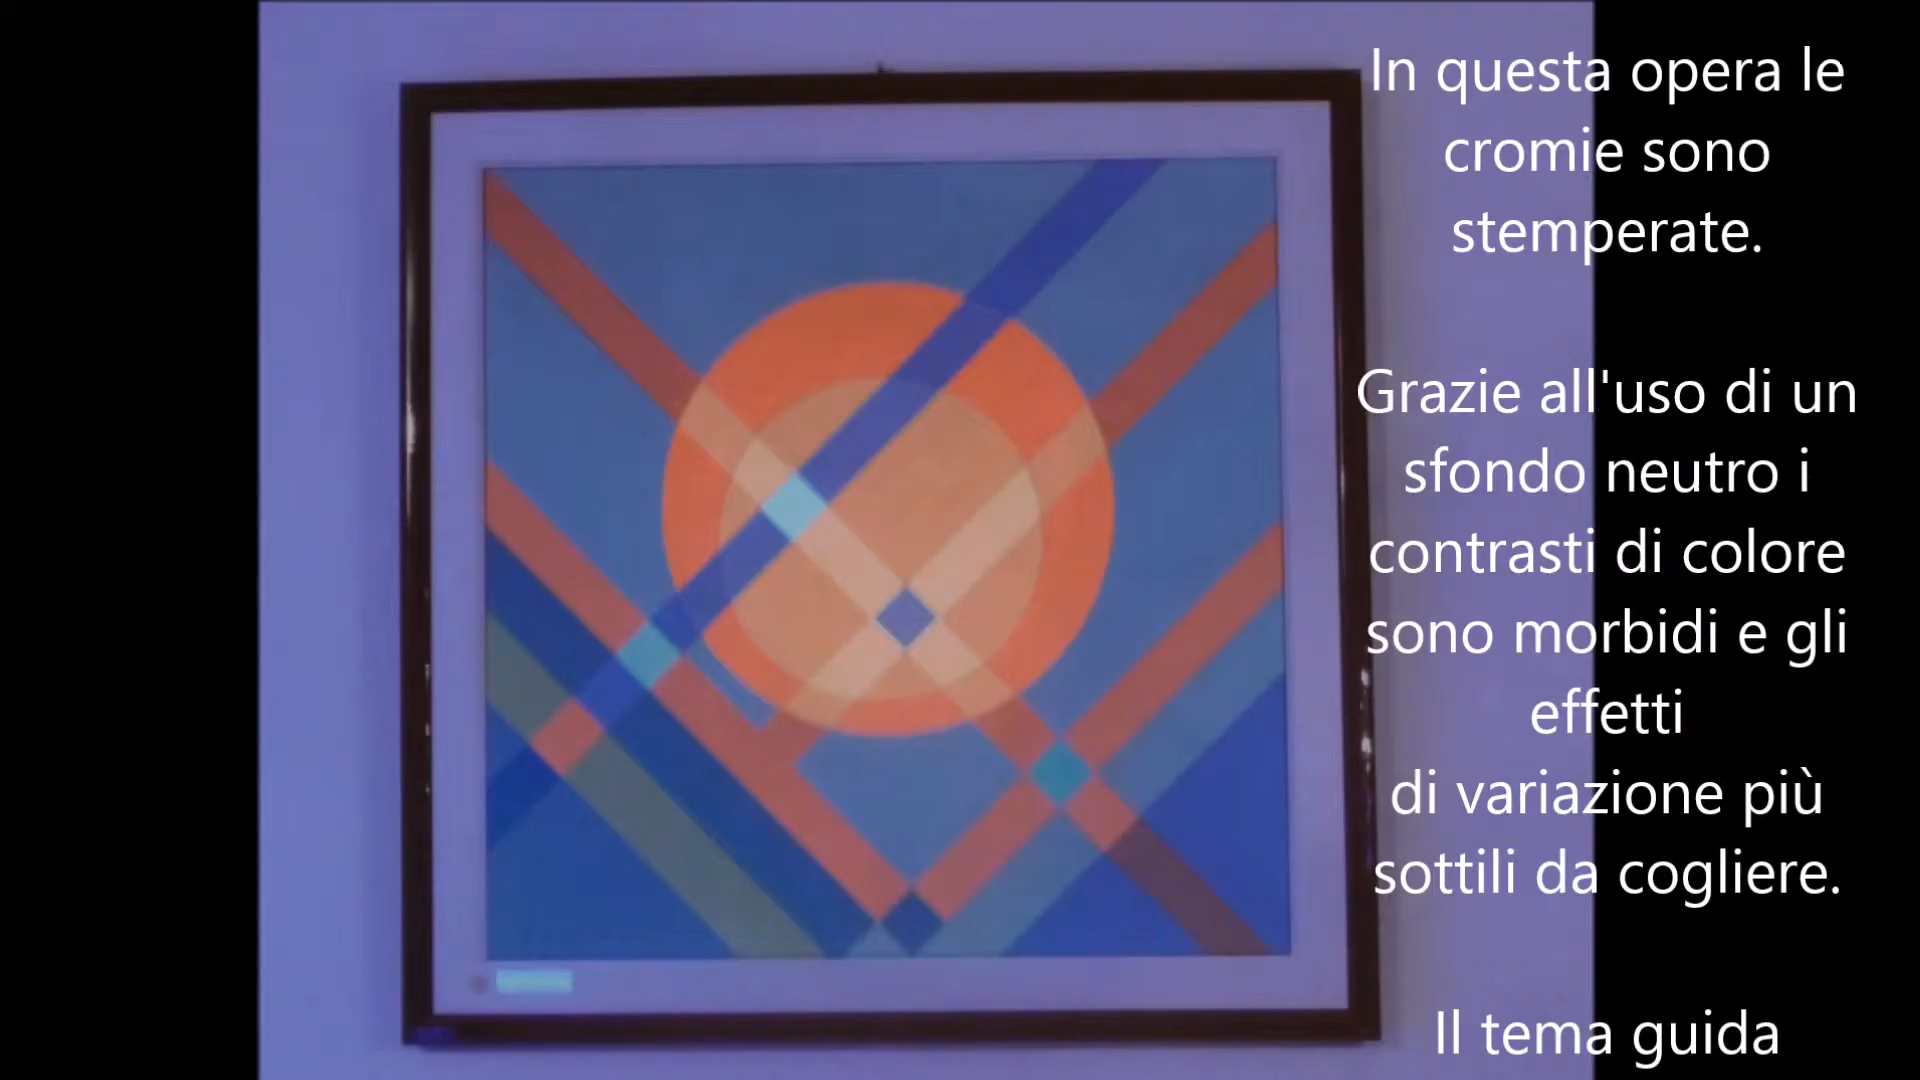 In questa opera le
cromie sono
stemperate.
Grazie all'uso di un
sfondo neutro i
contrasti di colore
sono morbidi e gli
effetti
di variazione più
sottili da cogliere.
Il tema guida